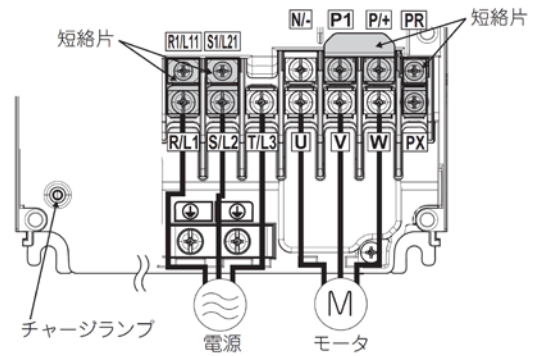 短絡片
R1/L11 S1/L21
N/- P1 P/+ PR
短絡片
R/L1 S/L2 T/L3 U V W PX
チャージランプ
電源
M
モータ